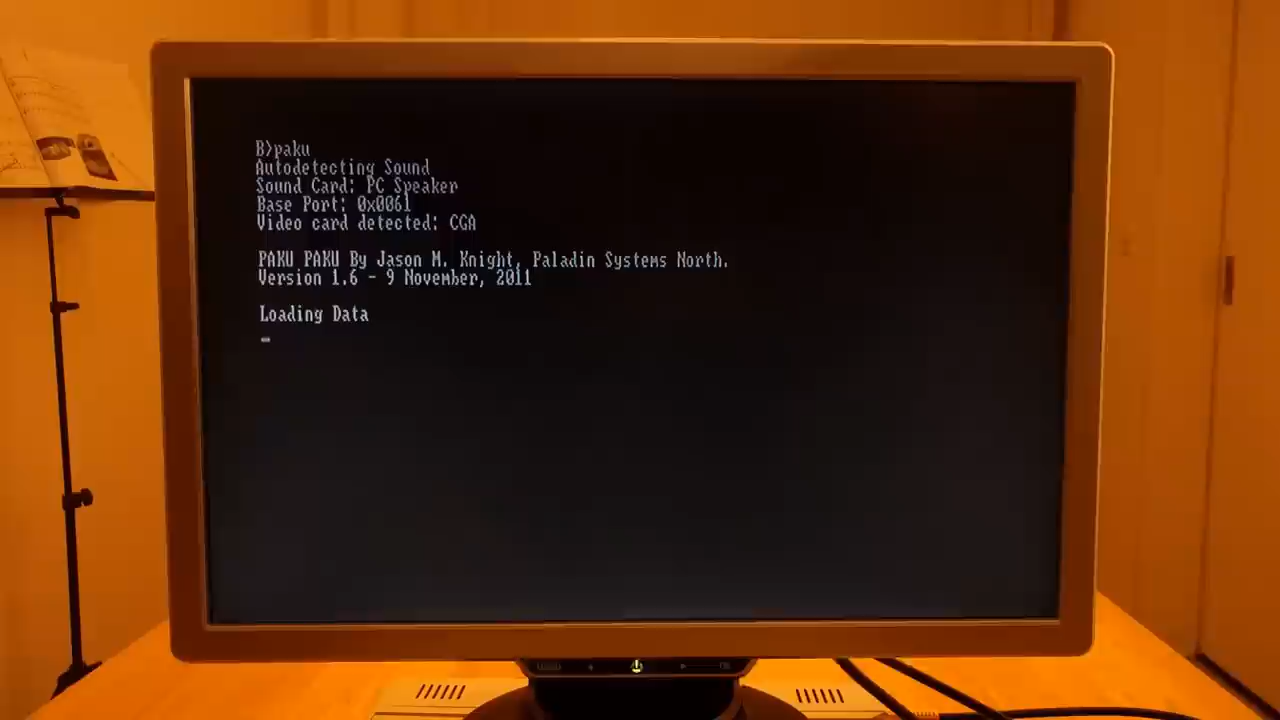 B>paku
Autodetecting Sound
Sound Card: PC Speaker
Base Port: 0x0061
Video card detected: CGA
PAKU PAKU By Jason M. Knight, Paladin Systems North.
Version 1.6 - 9 November, 2011
Loading Data